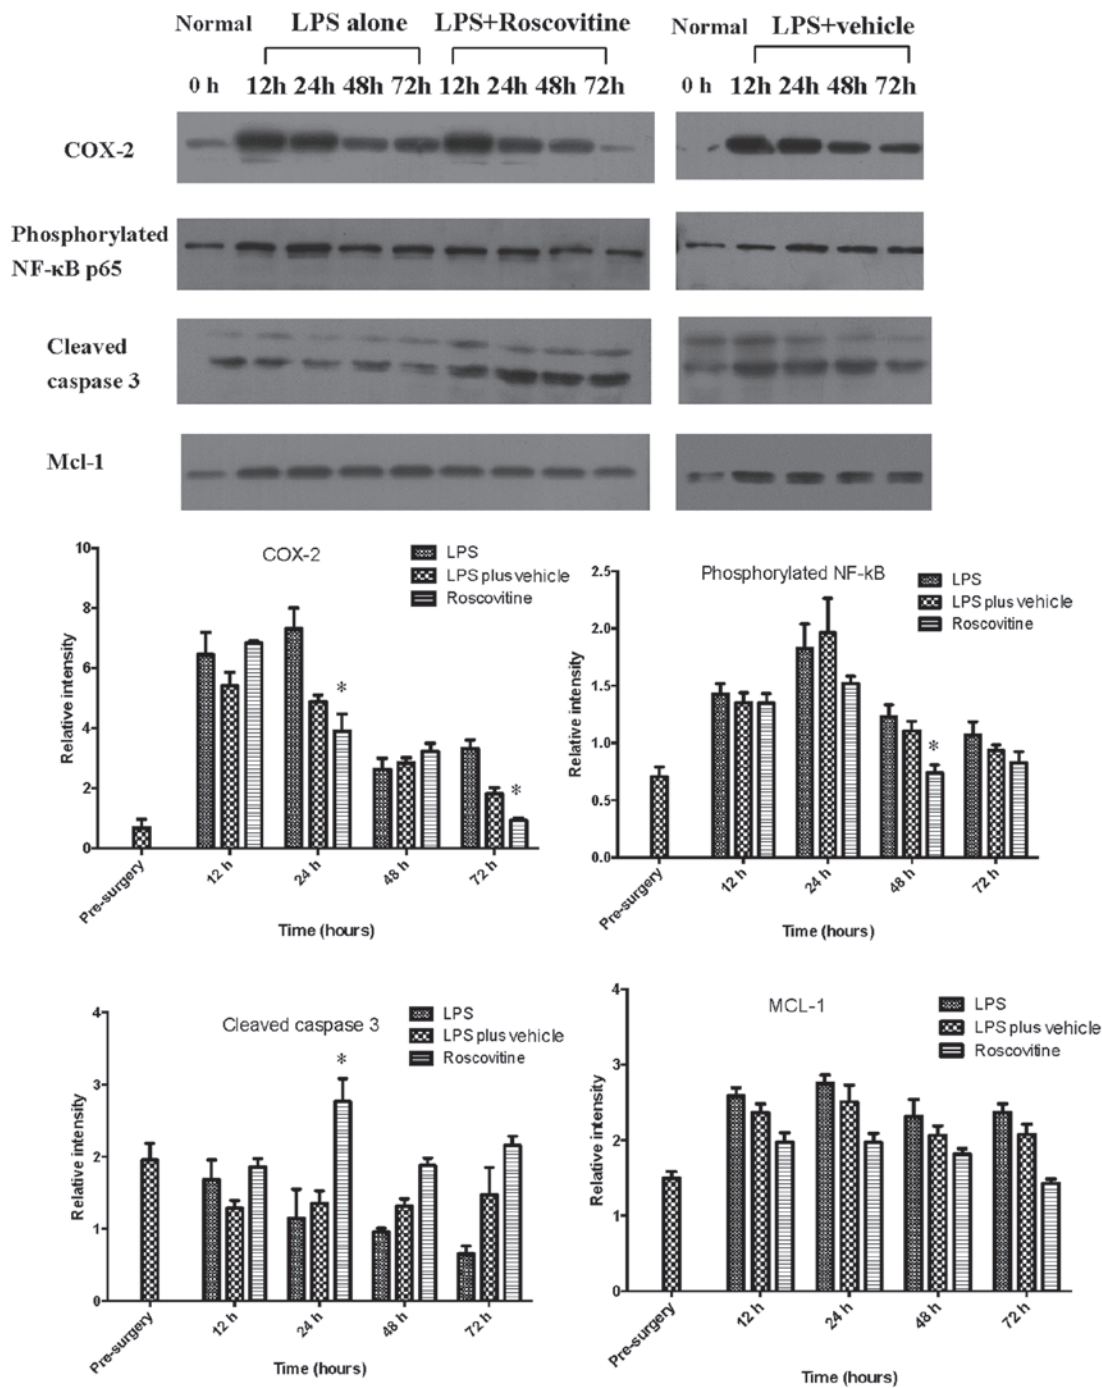 Normal LPS alone LPS+Roscovitine Normal LPS+vehicle
0 h 12h 24h 48h 72h 12h 24h 48h 72h 0 h 12h 24h 48h 72h
COX-2
Phosphorylated
NF-κB p65
Cleaved
caspase 3
Mcl-1
COX-2
LPS
LPS plus vehicle
Roscovitine
Relative intensity
10
8
6
4
2
0
*
*
Pre-surgery 12 h 24 h 48 h 72 h
Time (hours)
Phosphorylated NF-kB
LPS
LPS plus vehicle
Roscovitine
Relative intensity
2.5
2.0
1.5
1.0
0.5
0.0
*
Pre-surgery 12 h 24 h 48 h 72 h
Time (hours)
Cleaved caspase 3
LPS
LPS plus vehicle
Roscovitine
Relative intensity
4
3
2
1
0
*
Pre-surgery 12 h 24 h 48 h 72 h
Time (hours)
MCL-1
LPS
LPS plus vehicle
Roscovitine
Relative intensity
4
3
2
1
0
Pre-surgery 12 h 24 h 48 h 72 h
Time (hours)